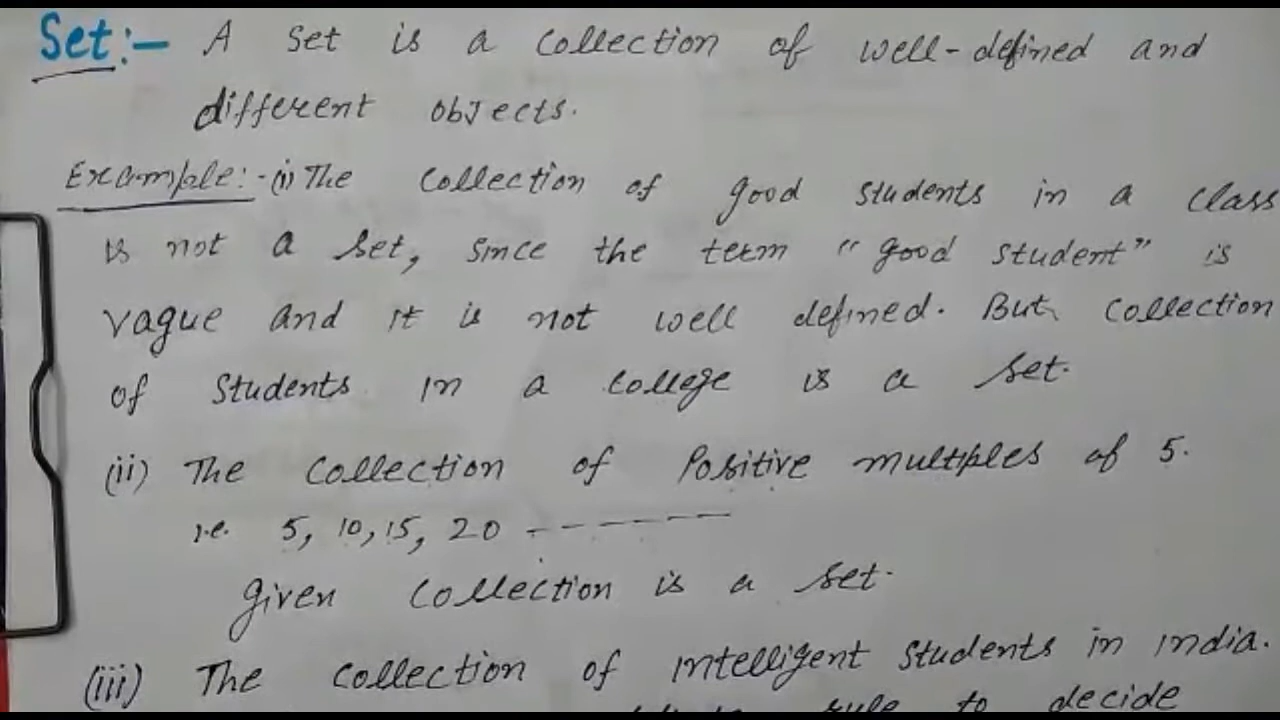 Set:- A set is a collection of well-defined and
different objects.
Example:-(i) The collection of good students in a class
is not a set, since the term "good student" is
vague and it is not well defined. But, collection
of students in a college is a set.
(ii) The collection of Positive multiples of 5.
i.e. 5, 10, 15, 20 -------
given collection is a set.
(iii) The collection of intelligent students in india.
rule to decide